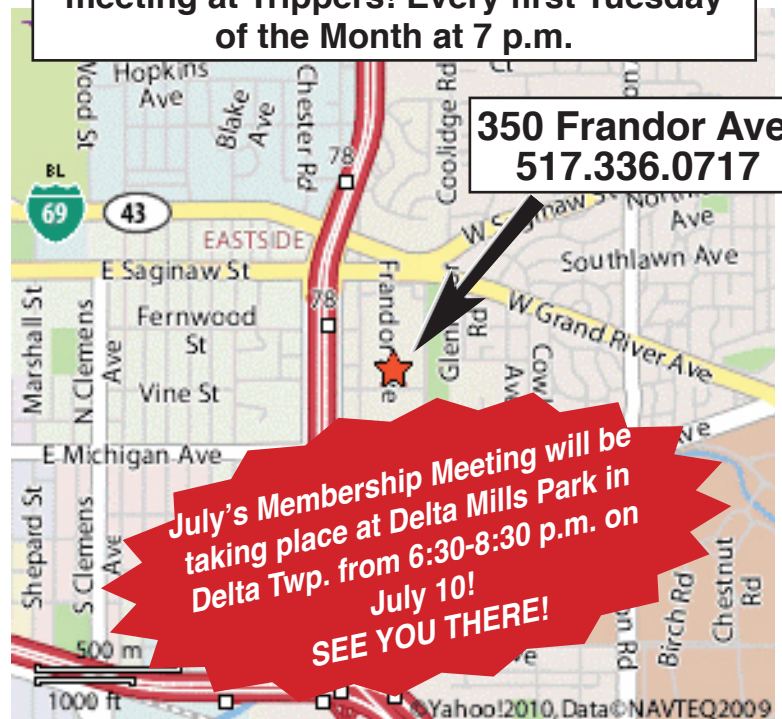 meeting at Trippers! Every first Tuesday
of the Month at 7 p.m.
350 Frandor Ave
517.336.0717
Wood St
Hopkins
Ave
Blake
Ave
Chester Rd
Coolidge Rd
Ct
78
BL
69
43
EASTSIDE
W Saginaw St
Ave
Southlawn Ave
E Saginaw St
78
Frandor
Rd
W Grand River Ave
Marshall St
N Clemens
Ave
Fernwood
St
Vine St
Ave
E Michigan Ave
July's Membership Meeting will be
taking place at Delta Mills Park in
Delta Twp. from 6:30-8:30 p.m. on
July 10!
SEE YOU THERE!
Shepard St
S Clemens
Ave
Birch Rd
Chestnut
Rd
Rd
500 m
1000 ft
©Yahoo!2010, Data©NAVTEQ2009